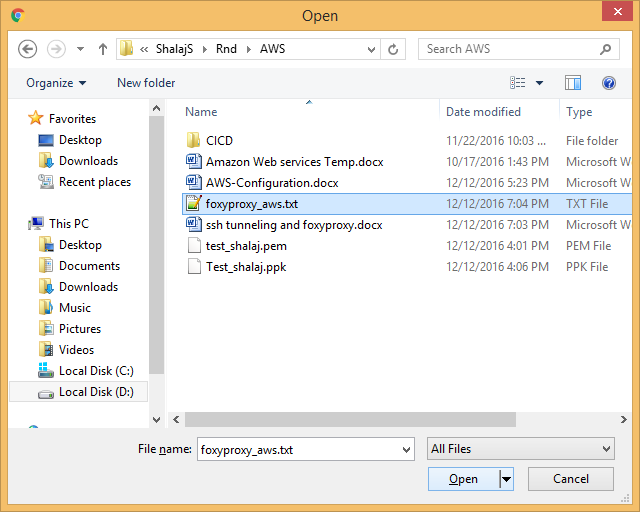 Open
ShalajS Rnd AWS Search AWS
Organize New folder
Name Date modified Type
Favorites
Desktop
Downloads
Recent places
This PC
Desktop
Documents
Downloads
Music
Pictures
Videos
Local Disk (C:)
Local Disk (D:)
CICD 11/22/2016 10:03 ... File folder
Amazon Web services Temp.docx 10/17/2016 1:43 PM Microsoft W
AWS-Configuration.docx 12/12/2016 5:23 PM Microsoft W
foxyproxy_aws.txt 12/12/2016 7:04 PM TXT File
ssh tunneling and foxyproxy.docx 12/12/2016 7:03 PM Microsoft W
test_shalaj.pem 12/12/2016 4:01 PM PEM File
Test_shalaj.ppk 12/12/2016 4:06 PM PPK File
File name: foxyproxy_aws.txt All Files
Open Cancel